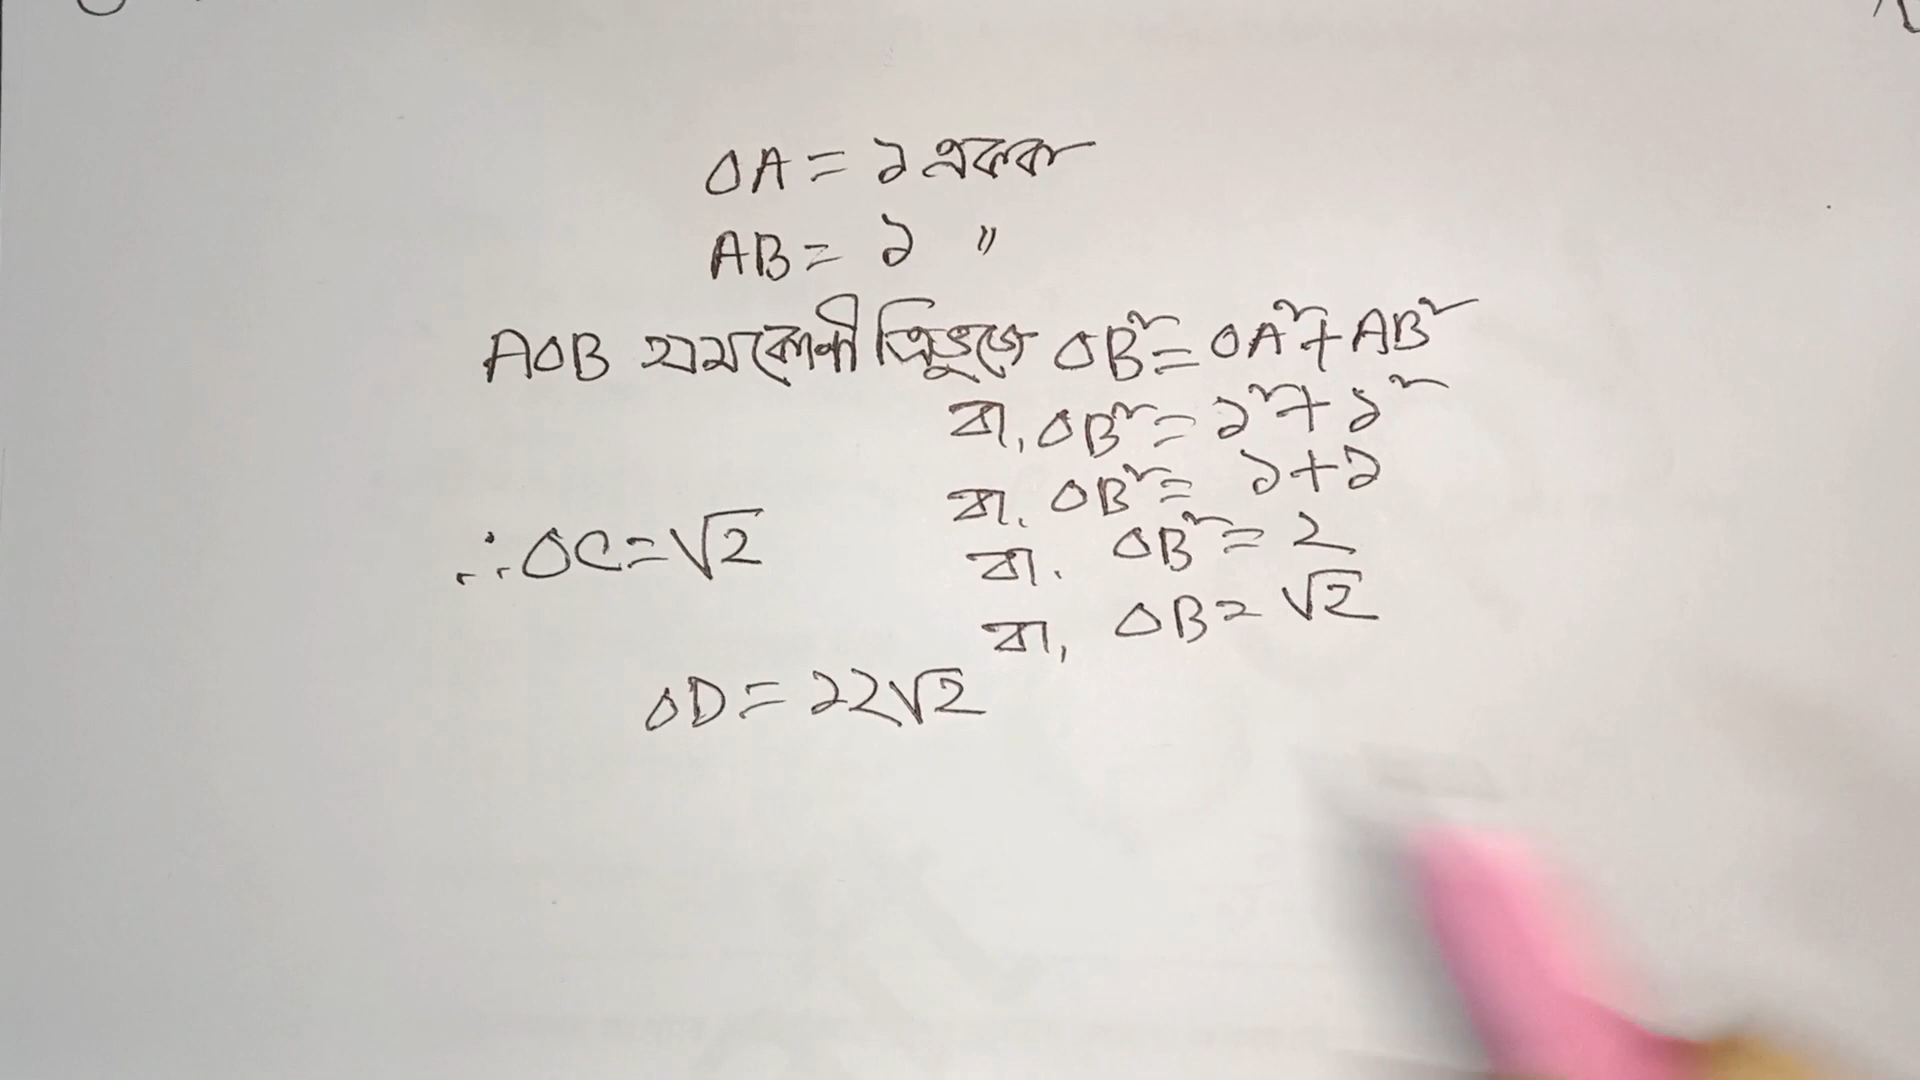 OA = ১ একক
AB = ১ "
AOB সমকোণী ত্রিভুজে OB² = OA² + AB²
বা, OB² = ১² + ১²
বা, OB² = ১ + ১
বা, OB² = 2
∴ OC = √2
বা, OB = √2
OD = ১2√2